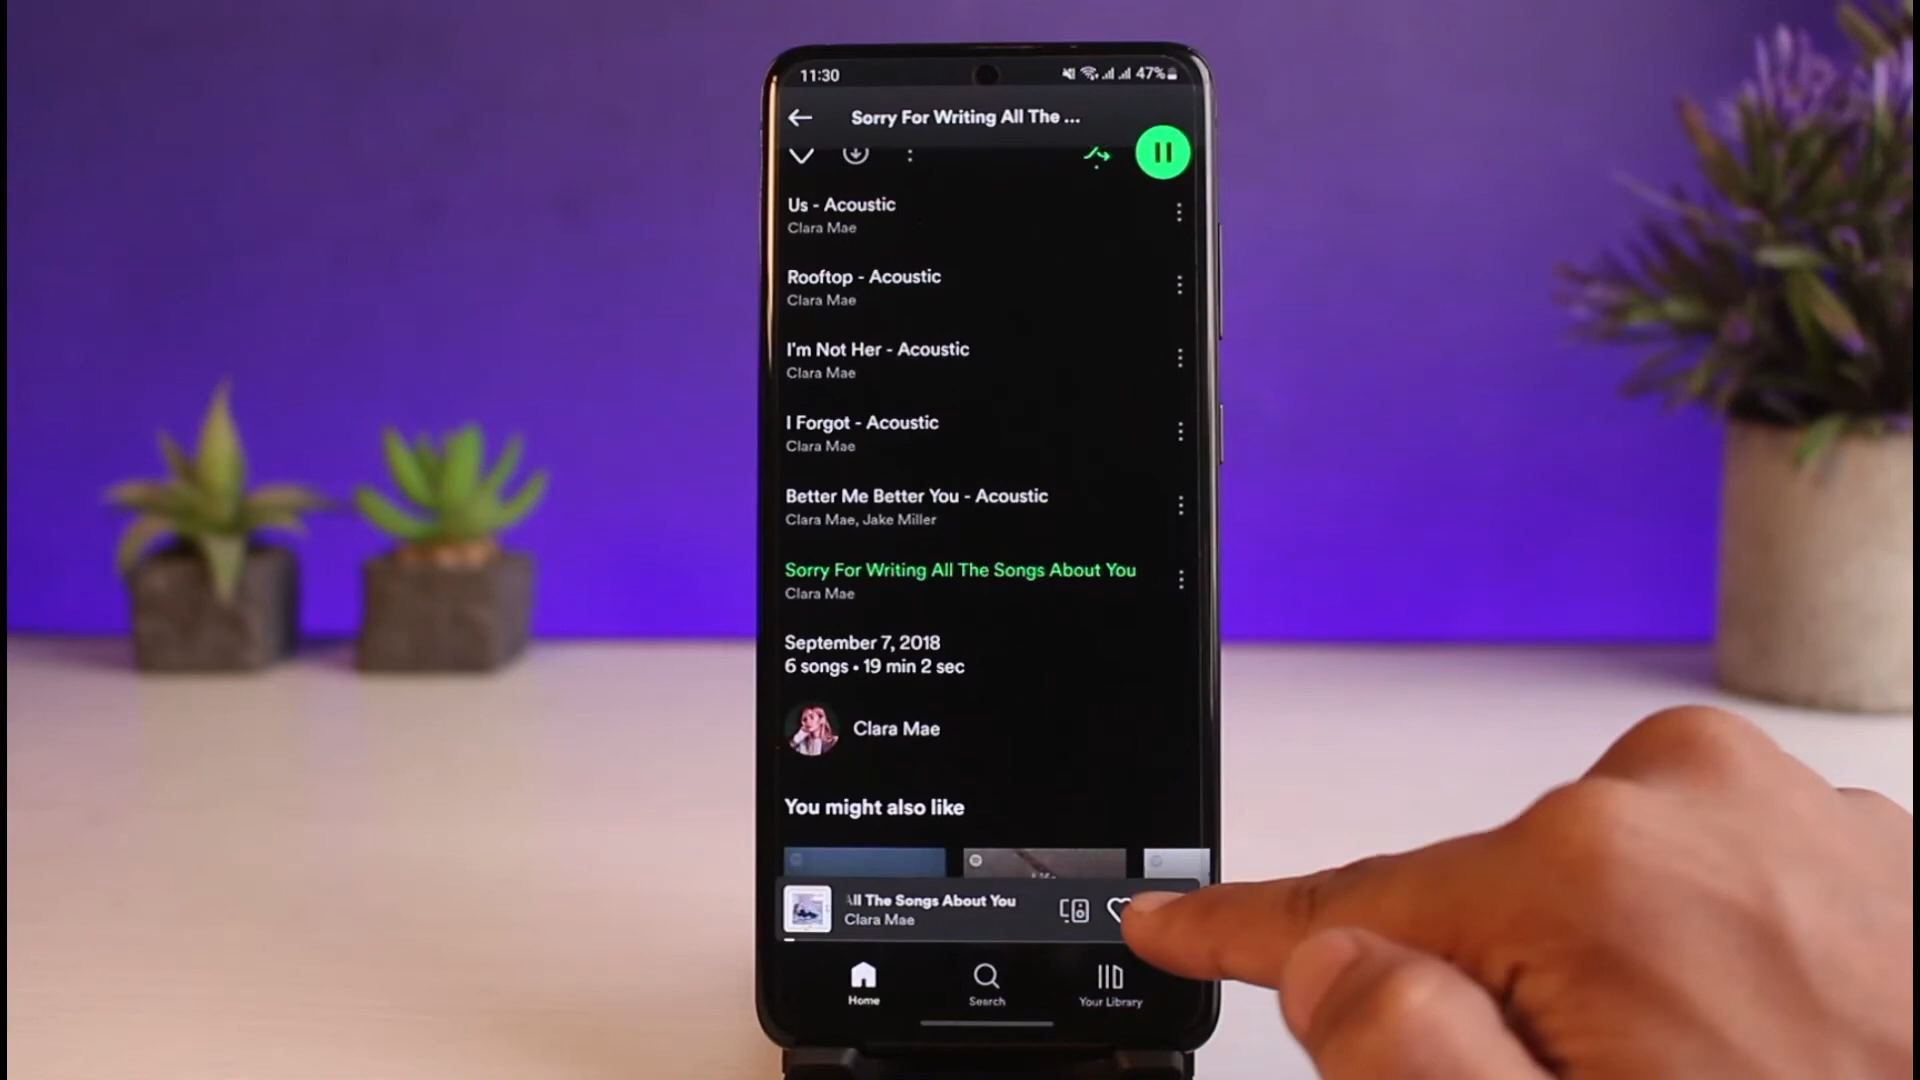 11:30
47%
Sorry For Writing All The ...
Us - Acoustic
Clara Mae
Rooftop - Acoustic
Clara Mae
I'm Not Her - Acoustic
Clara Mae
I Forgot - Acoustic
Clara Mae
Better Me Better You - Acoustic
Clara Mae, Jake Miller
Sorry For Writing All The Songs About You
Clara Mae
September 7, 2018
6 songs • 19 min 2 sec
Clara Mae
You might also like
All The Songs About You
Clara Mae
Home
Search
Your Library